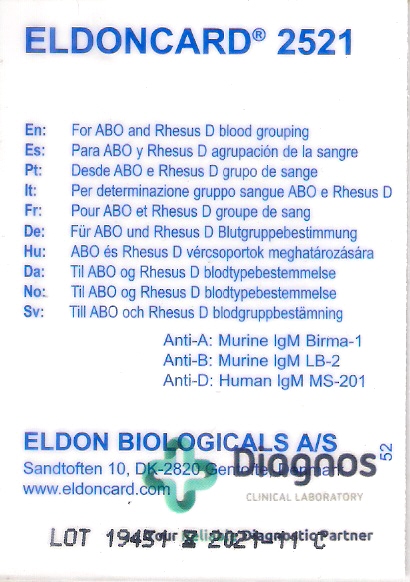 ELDONCARD® 2521
En: For ABO and Rhesus D blood grouping
Es: Para ABO y Rhesus D agrupación de la sangre
Pt: Desde ABO e Rhesus D grupo de sange
It: Per determinazione gruppo sangue ABO e Rhesus D
Fr: Pour ABO et Rhesus D groupe de sang
De: Für ABO und Rhesus D Blutgruppebestimmung
Hu: ABO és Rhesus D vércsoportok meghatározására
Da: Til ABO og Rhesus D blodtypebestemmelse
No: Til ABO og Rhesus D blodtypebestemmelse
Sv: Till ABO och Rhesus D blodgruppbestämning
Anti-A: Murine IgM Birma-1
Anti-B: Murine IgM LB-2
Anti-D: Human IgM MS-201
ELDON BIOLOGICALS A/S
52
Sandtoften 10, DK-2820 Gentofte, Denmark
www.eldoncard.com
Diagnos
CLINICAL LABORATORY
Your Reliable Diagnostic Partner
LOT 19451 2021-11 C